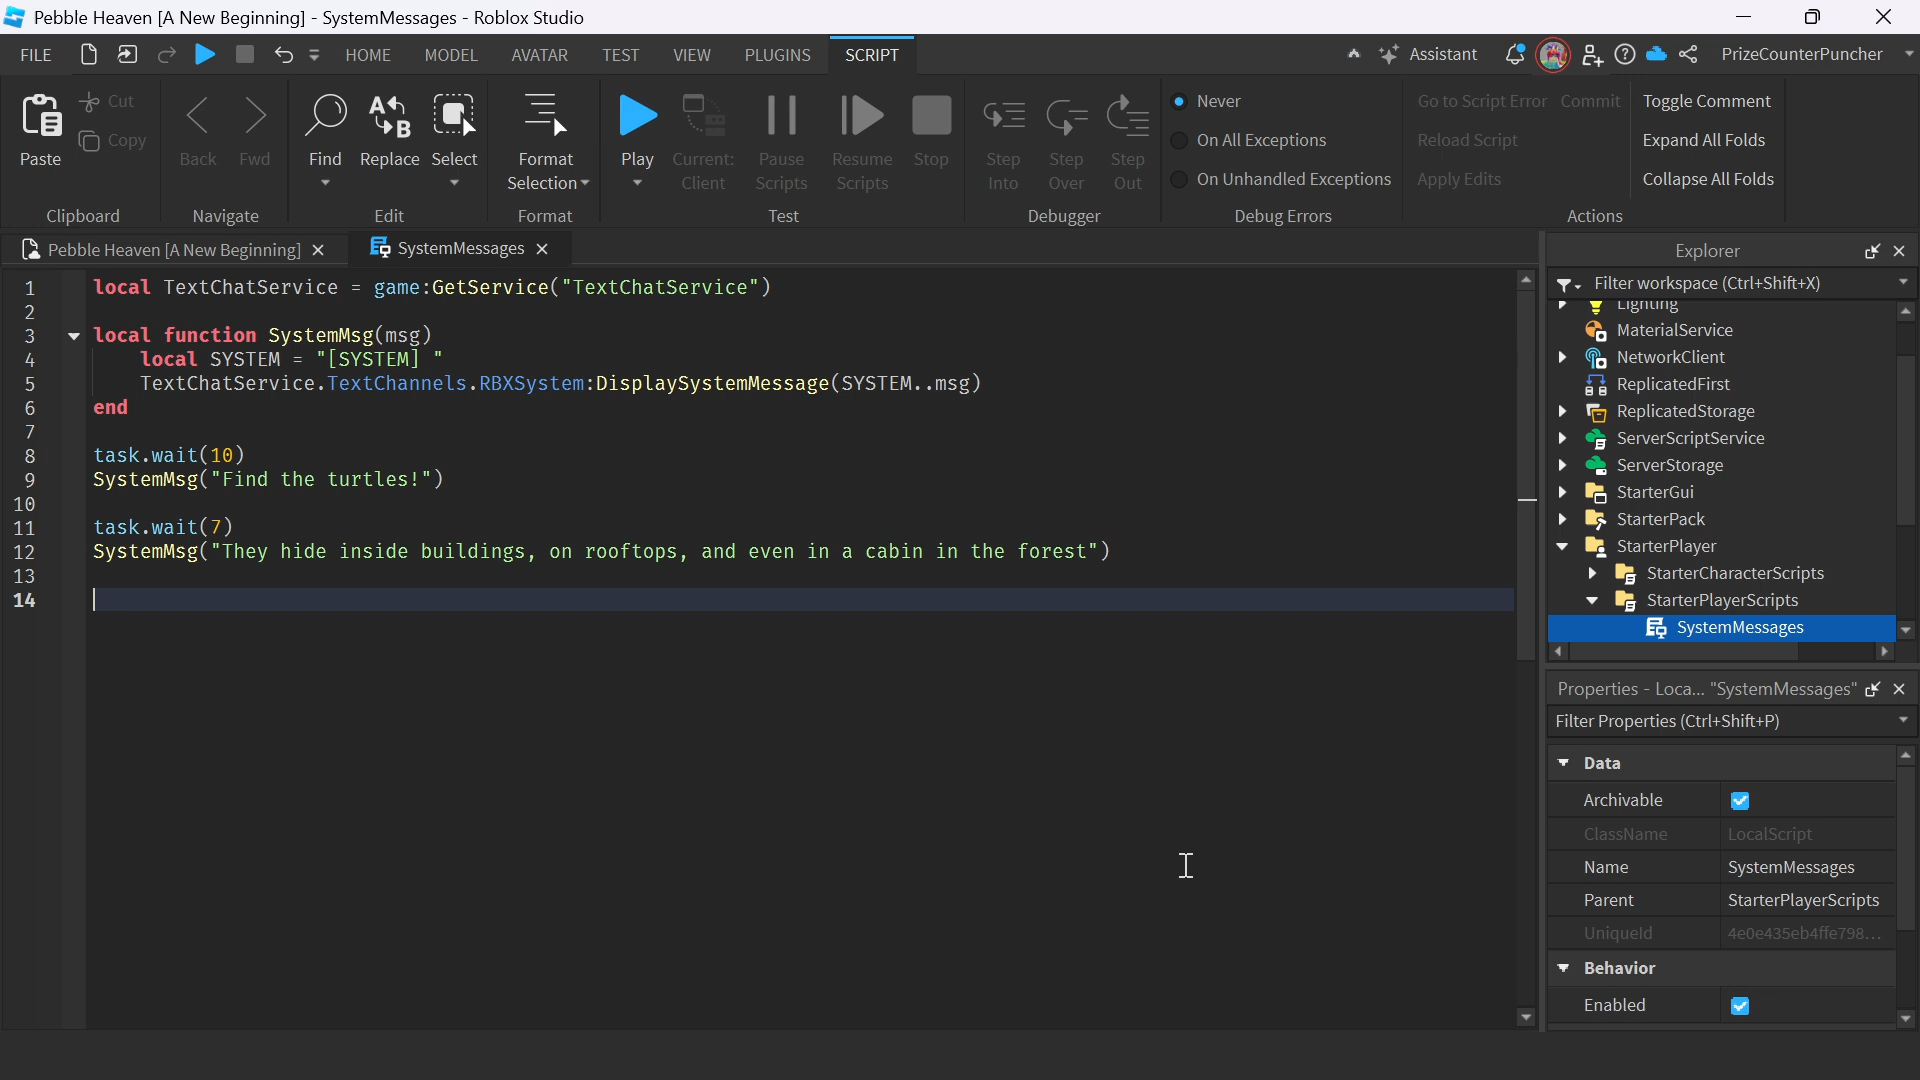 Pebble Heaven [A New Beginning] - SystemMessages - Roblox Studio
FILE HOME MODEL AVATAR TEST VIEW PLUGINS SCRIPT Assistant PrizeCounterPuncher
Paste
Cut
Copy
Clipboard
Back Fwd
Navigate
Find Replace Select
Edit
Format
Selection
Format
Play
Current:
Client
Pause
Scripts
Resume
Scripts
Stop
Test
Step
Into
Step
Over
Step
Out
Debugger
Never
On All Exceptions
On Unhandled Exceptions
Debug Errors
Go to Script Error Commit Toggle Comment
Reload Script Expand All Folds
Apply Edits Collapse All Folds
Actions
Pebble Heaven [A New Beginning] SystemMessages
1 local TextChatService = game:GetService("TextChatService")
2
3 local function SystemMsg(msg)
4 local SYSTEM = "[SYSTEM] "
5 TextChatService.TextChannels.RBXSystem:DisplaySystemMessage(SYSTEM..msg)
6 end
7
8 task.wait(10)
9 SystemMsg("Find the turtles!")
10
11 task.wait(7)
12 SystemMsg("They hide inside buildings, on rooftops, and even in a cabin in the forest")
13
14
Explorer
Filter workspace (Ctrl+Shift+X)
Lighting
MaterialService
NetworkClient
ReplicatedFirst
ReplicatedStorage
ServerScriptService
ServerStorage
StarterGui
StarterPack
StarterPlayer
StarterCharacterScripts
StarterPlayerScripts
SystemMessages
Properties - Loca... "SystemMessages"
Filter Properties (Ctrl+Shift+P)
Data
Archivable
ClassName LocalScript
Name SystemMessages
Parent StarterPlayerScripts
UniqueId 4e0e435eb4ffe798...
Behavior
Enabled